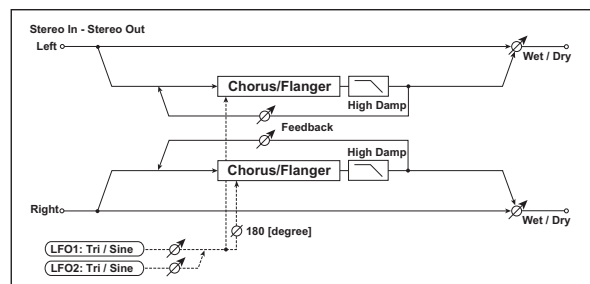 Stereo In - Stereo Out
Left
Wet / Dry
Chorus/Flanger
High Damp
Feedback
High Damp
Chorus/Flanger
Right
Wet / Dry
180 [degree]
LFO1: Tri / Sine
LFO2: Tri / Sine